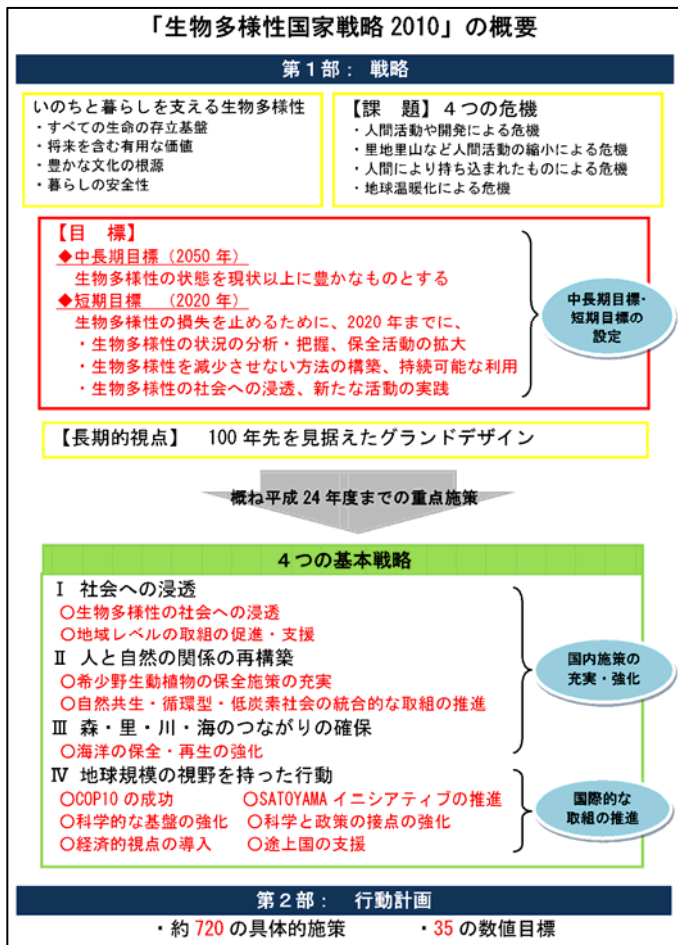 「生物多様性国家戦略 2010」の概要
第１部： 戦略
いのちと暮らしを支える生物多様性
・すべての生命の存立基盤
・将来を含む有用な価値
・豊かな文化の根源
・暮らしの安全性
【課 題】４つの危機
・人間活動や開発による危機
・里地里山など人間活動の縮小による危機
・人間により持ち込まれたものによる危機
・地球温暖化による危機
【目 標】
◆中長期目標（2050 年）
生物多様性の状態を現状以上に豊かなものとする
◆短期目標 （2020 年）
生物多様性の損失を止めるために、2020 年までに、
・生物多様性の状況の分析・把握、保全活動の拡大
・生物多様性を減少させない方法の構築、持続可能な利用
・生物多様性の社会への浸透、新たな活動の実践
中長期目標・
短期目標の
設定
【長期的視点】 100 年先を見据えたグランドデザイン
概ね平成 24 年度までの重点施策
４つの基本戦略
Ⅰ 社会への浸透
○生物多様性の社会への浸透
○地域レベルの取組の促進・支援
Ⅱ 人と自然の関係の再構築
○希少野生動植物の保全施策の充実
○自然共生・循環型・低炭素社会の統合的な取組の推進
Ⅲ 森・里・川・海のつながりの確保
○海洋の保全・再生の強化
国内施策の
充実・強化
Ⅳ 地球規模の視野を持った行動
○COP10 の成功 ○SATOYAMA イニシアティブの推進
○科学的な基盤の強化 ○科学と政策の接点の強化
○経済的視点の導入 ○途上国の支援
国際的な
取組の推進
第２部： 行動計画
・約 720 の具体的施策 ・35 の数値目標